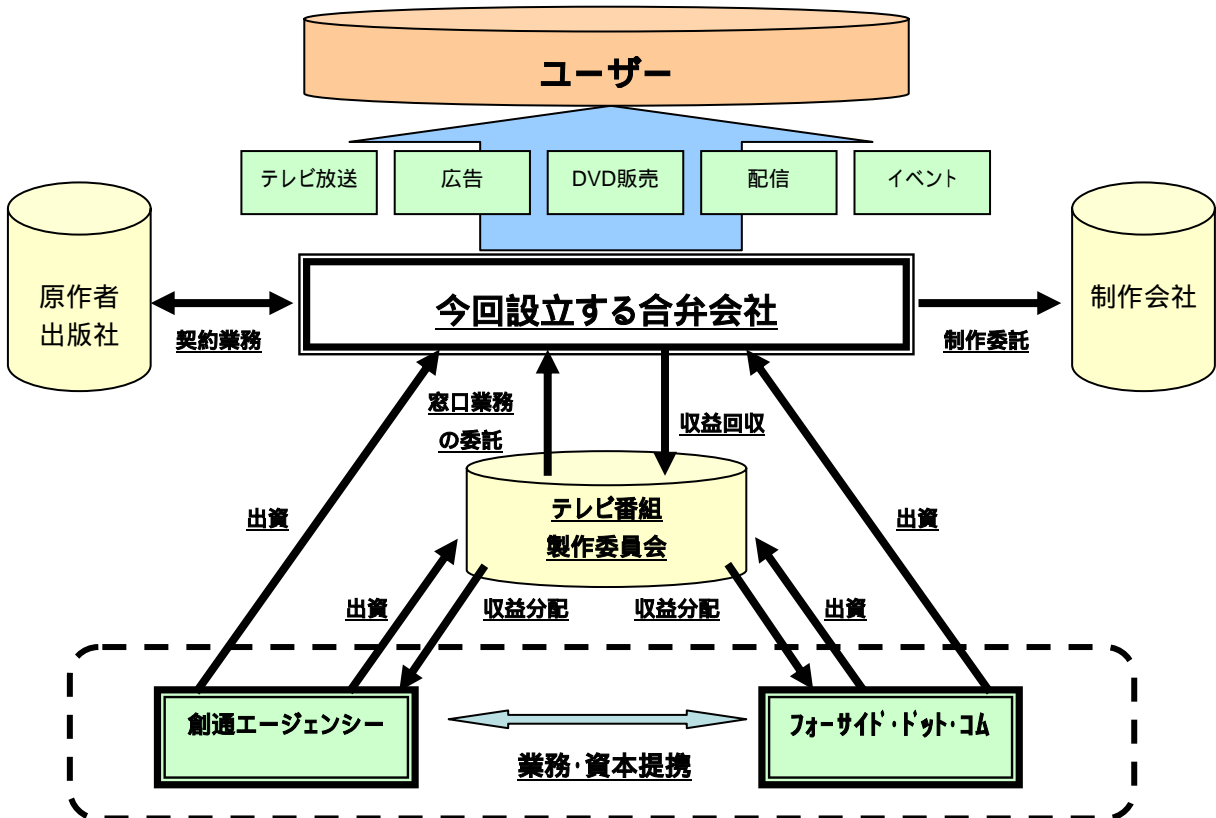 ユーザー
テレビ放送
広告
DVD販売
配信
イベント
原作者
出版社
契約業務
今回設立する合弁会社
制作委託
制作会社
窓口業務
の委託
収益回収
テレビ番組
製作委員会
出資
出資
出資
収益分配
収益分配
出資
創通エージェンシー
業務･資本提携
フォーサイド･ドット･コム